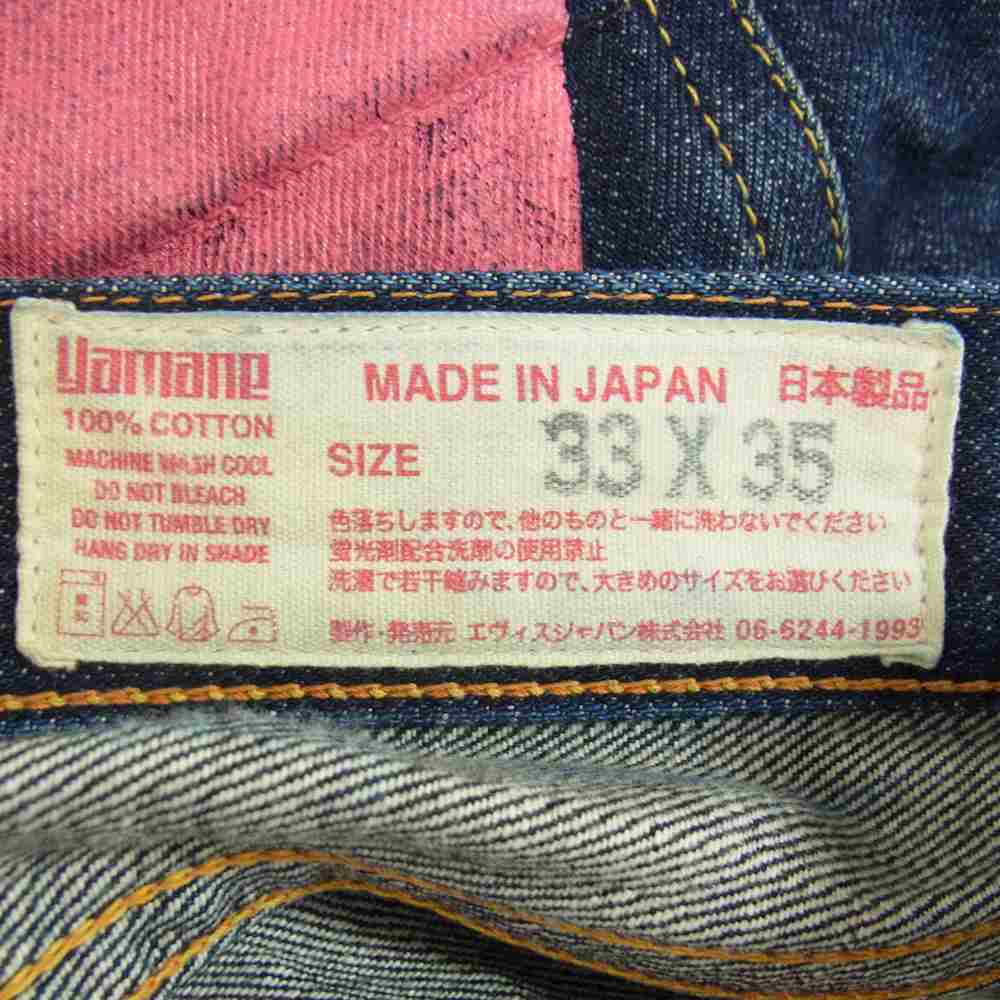 yamane
100% COTTON
MACHINE WASH COOL
DO NOT BLEACH
DO NOT TUMBLE DRY
HANG DRY IN SHADE
MADE IN JAPAN 日本製品
SIZE 33 X 35
色落ちしますので、他のものと一緒に洗わないでください
蛍光剤配合洗剤の使用禁止
洗濯で若干縮みますので、大きめのサイズをお選びください
製作・発売元 エヴィスジャパン株式会社 06-6244-1993